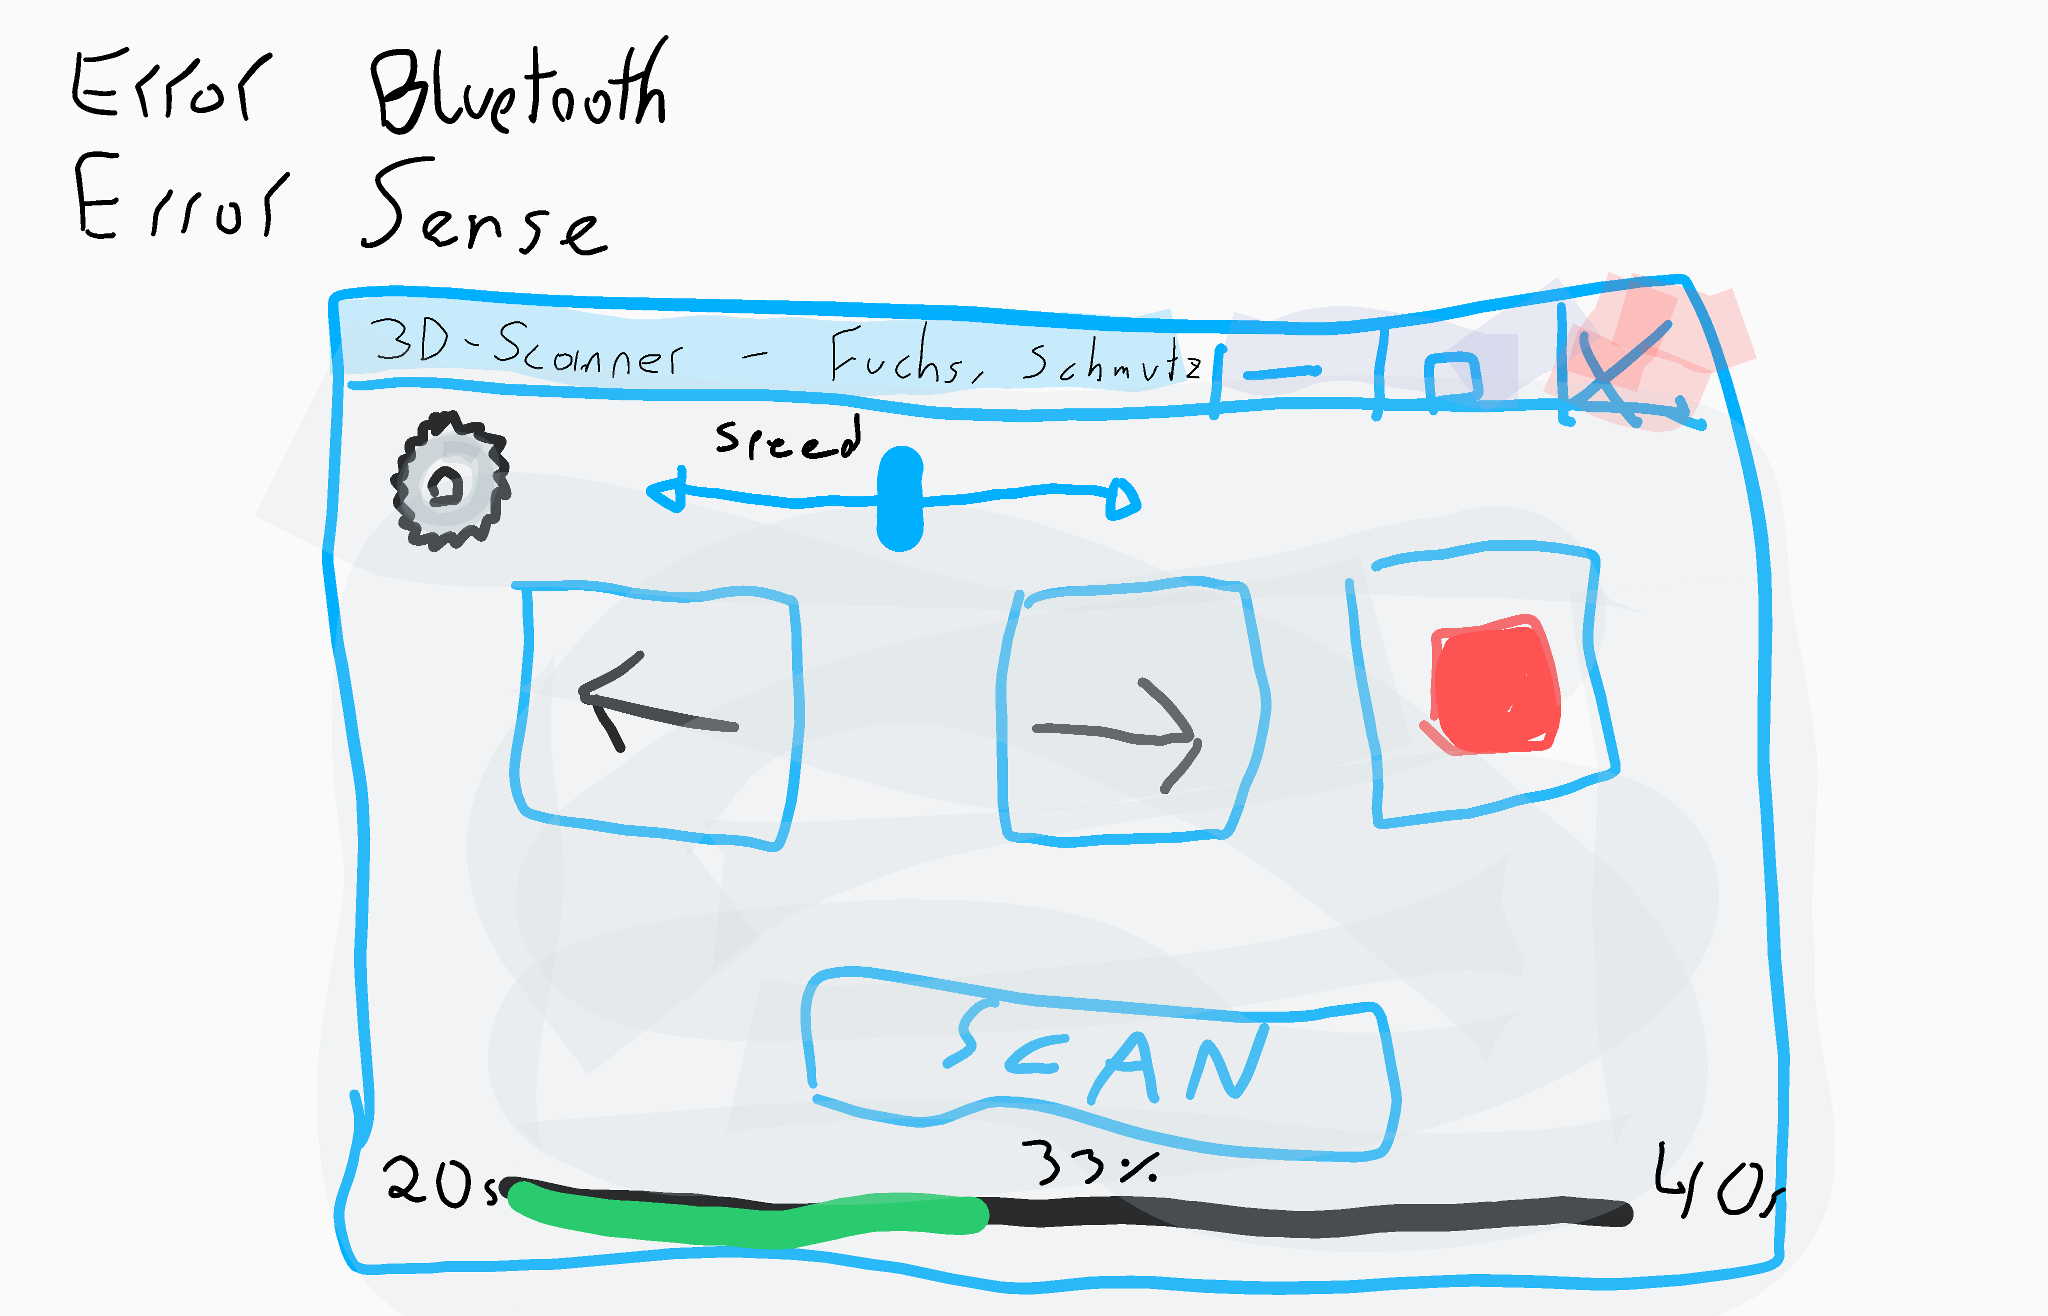 Error Bluetooth
Error Sense
3D-Scanner - Fuchs, Schmutz
speed
SCAN
33%
20s
40s